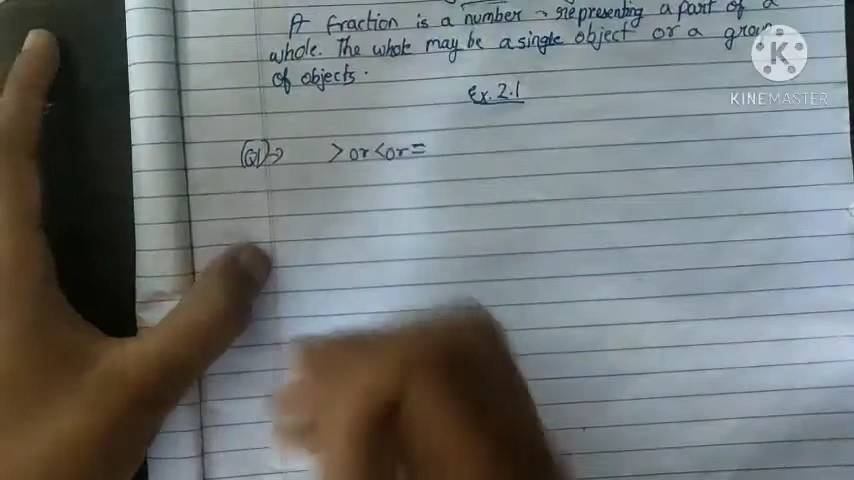 A fraction is a number representing a part of a
whole. The whole may be a single object or a group
of objects.
Ex. 2.1
(Q1)→ > or < or =
K
KINEMASTER